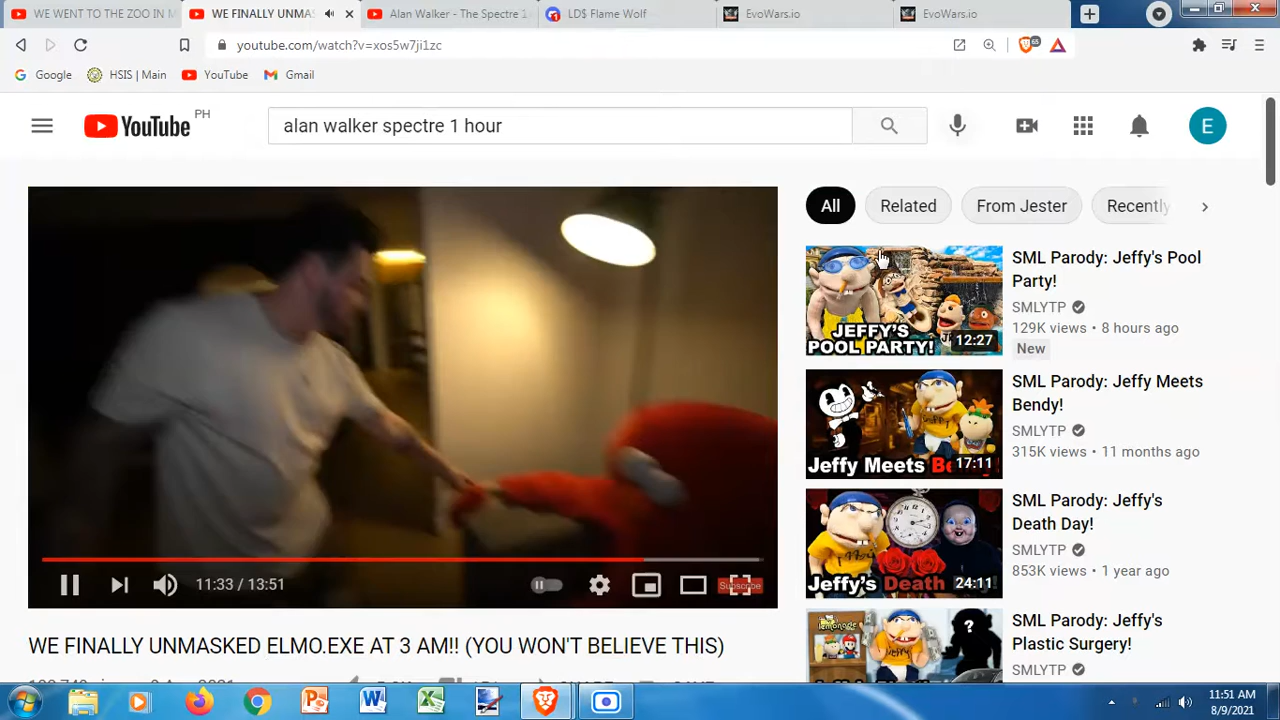 WE WENT TO THE ZOO IN M
WE FINALLY UNMAS
Alan Walker - The Spectre 1
LD$ Flame Wolf
EvoWars.io
EvoWars.io
youtube.com/watch?v=xos5w7ji1zc
65
Google
HSIS | Main
YouTube
Gmail
YouTube PH
alan walker spectre 1 hour
E
All
Related
From Jester
Recently
JEFFY'S POOL PARTY!
12:27
SML Parody: Jeffy's Pool
Party!
SMLYTP
129K views • 8 hours ago
New
Jeffy Meets
17:11
SML Parody: Jeffy Meets
Bendy!
SMLYTP
315K views • 11 months ago
Jeffy's Death
24:11
SML Parody: Jeffy's
Death Day!
SMLYTP
853K views • 1 year ago
?
SML Parody: Jeffy's
Plastic Surgery!
SMLYTP
11:33 / 13:51
Subscribe
WE FINALLY UNMASKED ELMO.EXE AT 3 AM!! (YOU WON'T BELIEVE THIS)
11:51 AM
8/9/2021